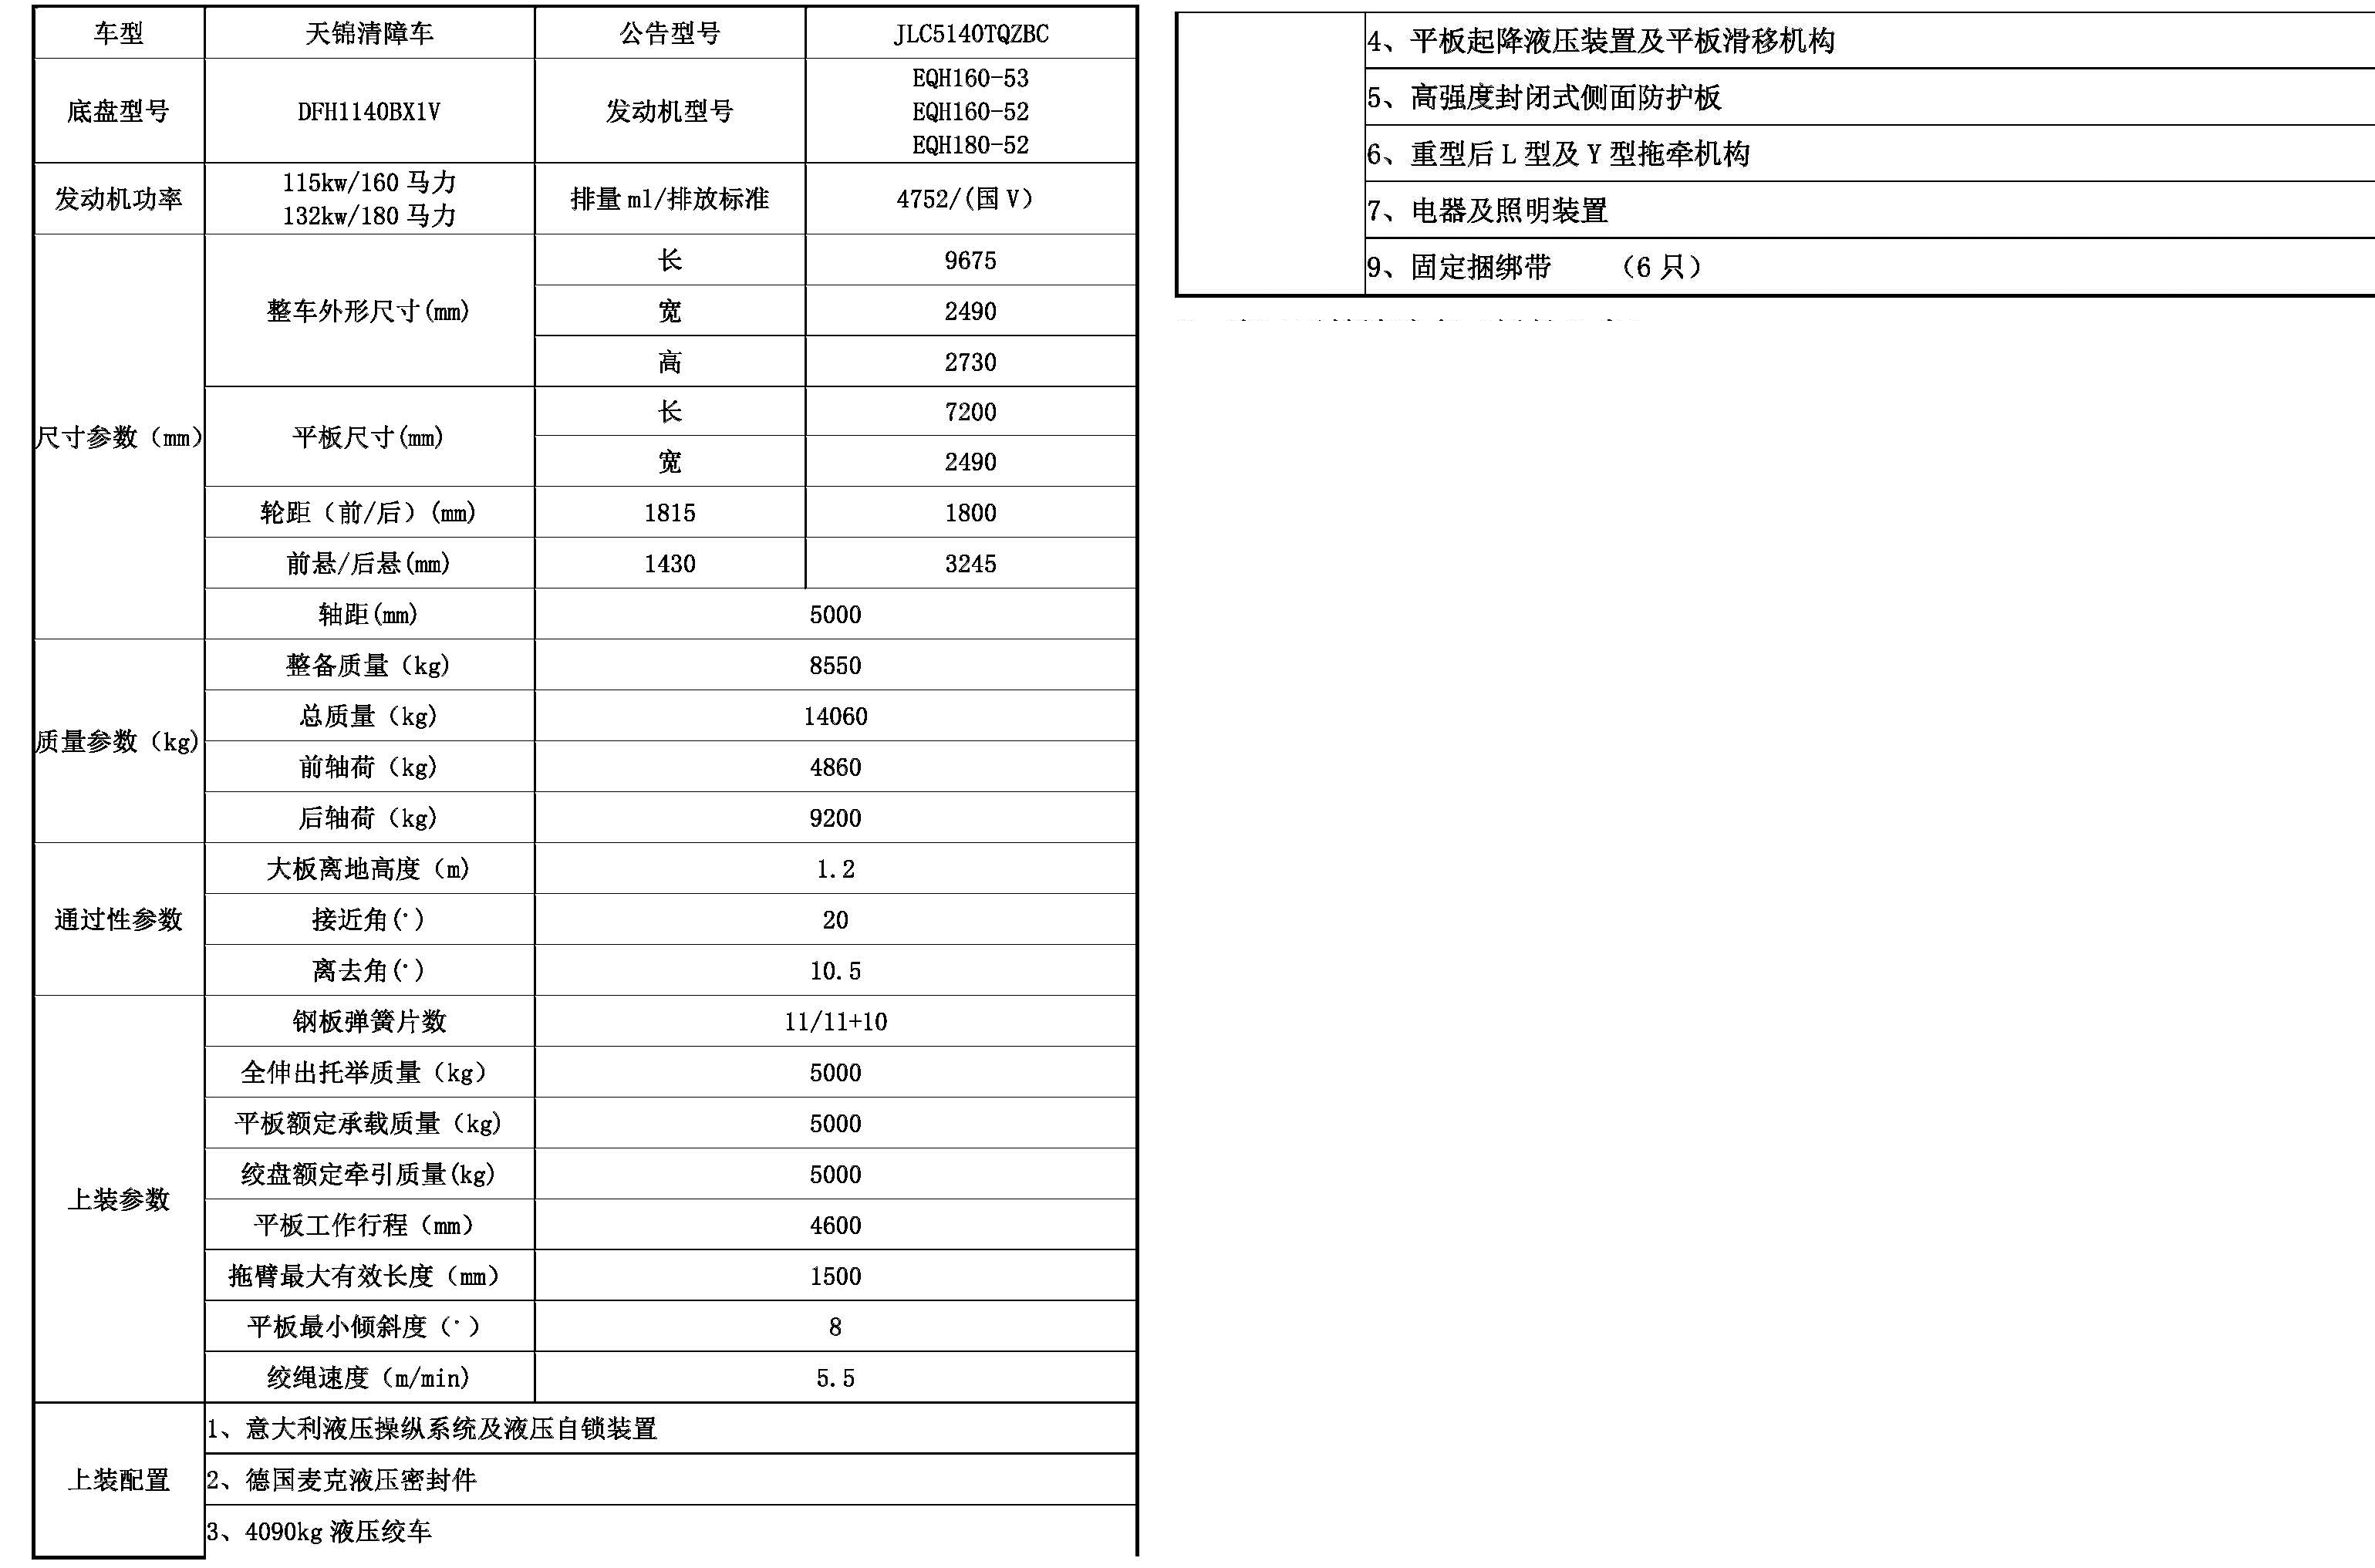 车型 天锦清障车 公告型号 JLC5140TQZBC
底盘型号 DFH1140BX1V 发动机型号 EQH160-53
EQH160-52
EQH180-52
发动机功率 115kw/160 马力
132kw/180 马力
排量 ml/排放标准 4752/(国 V）
尺寸参数（mm） 整车外形尺寸(mm) 长 9675
宽 2490
高 2730
平板尺寸(mm) 长 7200
宽 2490
轮距（前/后）(mm) 1815 1800
前悬/后悬(mm) 1430 3245
轴距(mm) 5000
质量参数（kg) 整备质量（kg) 8550
总质量（kg) 14060
前轴荷（kg) 4860
后轴荷（kg) 9200
通过性参数 大板离地高度（m) 1.2
接近角(°) 20
离去角(°) 10.5
上装参数 钢板弹簧片数 11/11+10
全伸出托举质量（kg） 5000
平板额定承载质量（kg) 5000
绞盘额定牵引质量(kg) 5000
平板工作行程（mm） 4600
拖臂最大有效长度（mm） 1500
平板最小倾斜度（°） 8
绞绳速度（m/min) 5.5
上装配置 1、意大利液压操纵系统及液压自锁装置
2、德国麦克液压密封件
3、4090kg 液压绞车
4、平板起降液压装置及平板滑移机构
5、高强度封闭式侧面防护板
6、重型后 L 型及 Y 型拖牵机构
7、电器及照明装置
9、固定捆绑带 （6 只）